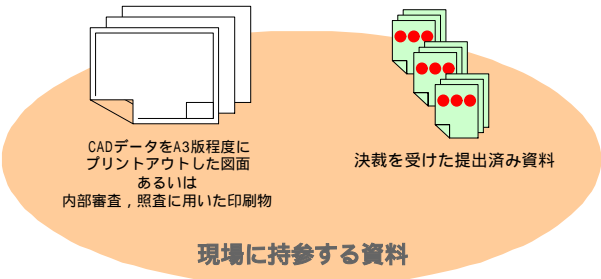 CADデータをA3版程度に
プリントアウトした図面
あるいは
内部審査，照査に用いた印刷物
決裁を受けた提出済み資料
現場に持参する資料